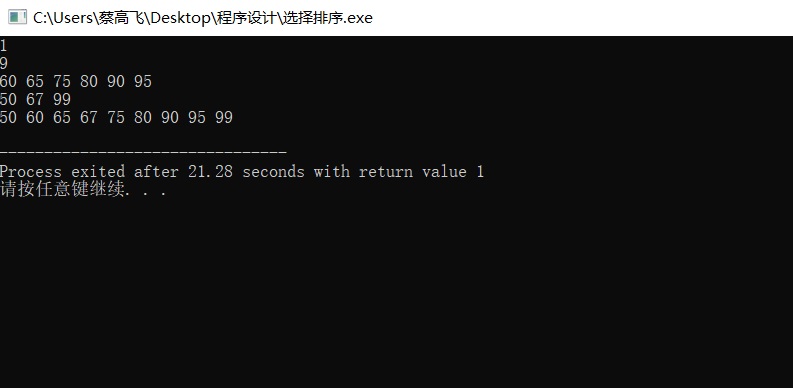 C:\Users\蔡高飞\Desktop\程序设计\选择排序.exe
1
9
60 65 75 80 90 95
50 67 99
50 60 65 67 75 80 90 95 99
--------------------------------
Process exited after 21.28 seconds with return value 1
请按任意键继续. . .